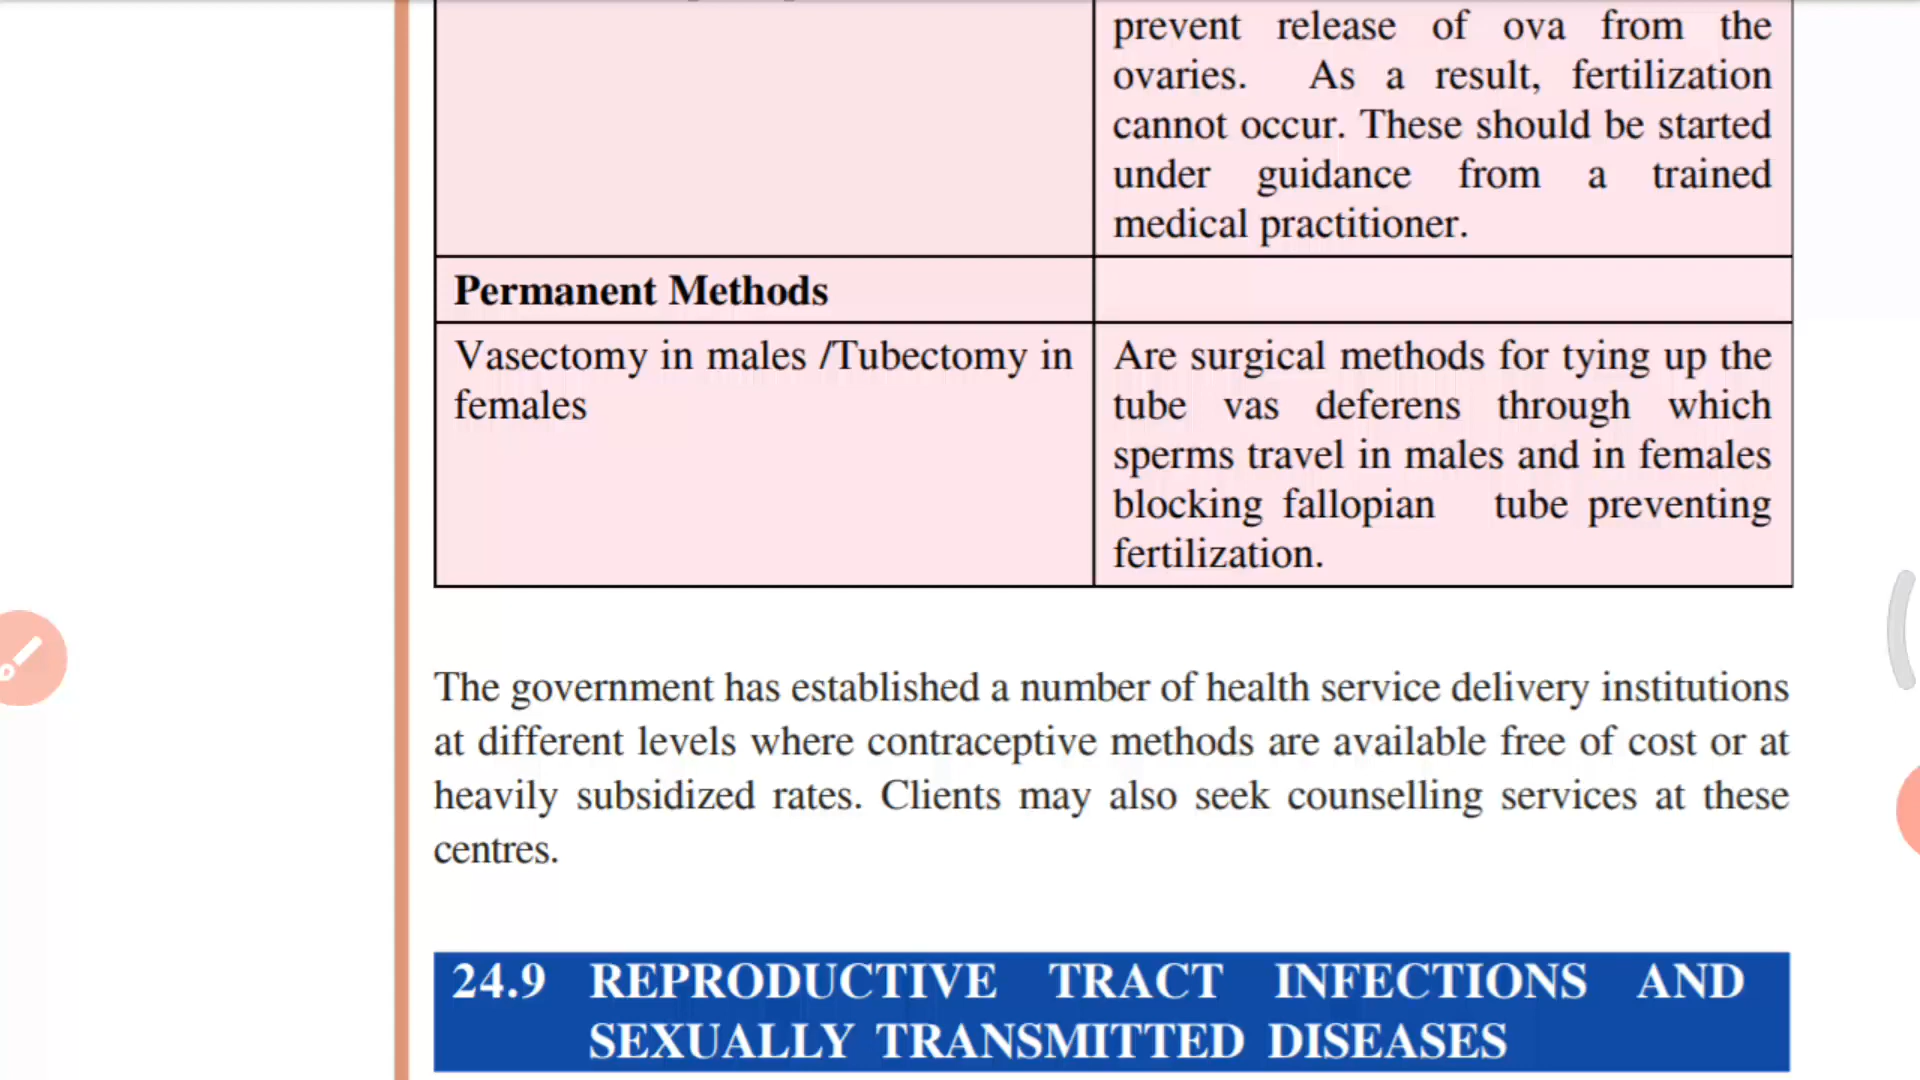 prevent release of ova from the
ovaries. As a result, fertilization
cannot occur. These should be started
under guidance from a trained
medical practitioner.
Permanent Methods
Vasectomy in males /Tubectomy in
females
Are surgical methods for tying up the
tube vas deferens through which
sperms travel in males and in females
blocking fallopian tube preventing
fertilization.
The government has established a number of health service delivery institutions
at different levels where contraceptive methods are available free of cost or at
heavily subsidized rates. Clients may also seek counselling services at these
centres.
24.9 REPRODUCTIVE TRACT INFECTIONS AND
SEXUALLY TRANSMITTED DISEASES